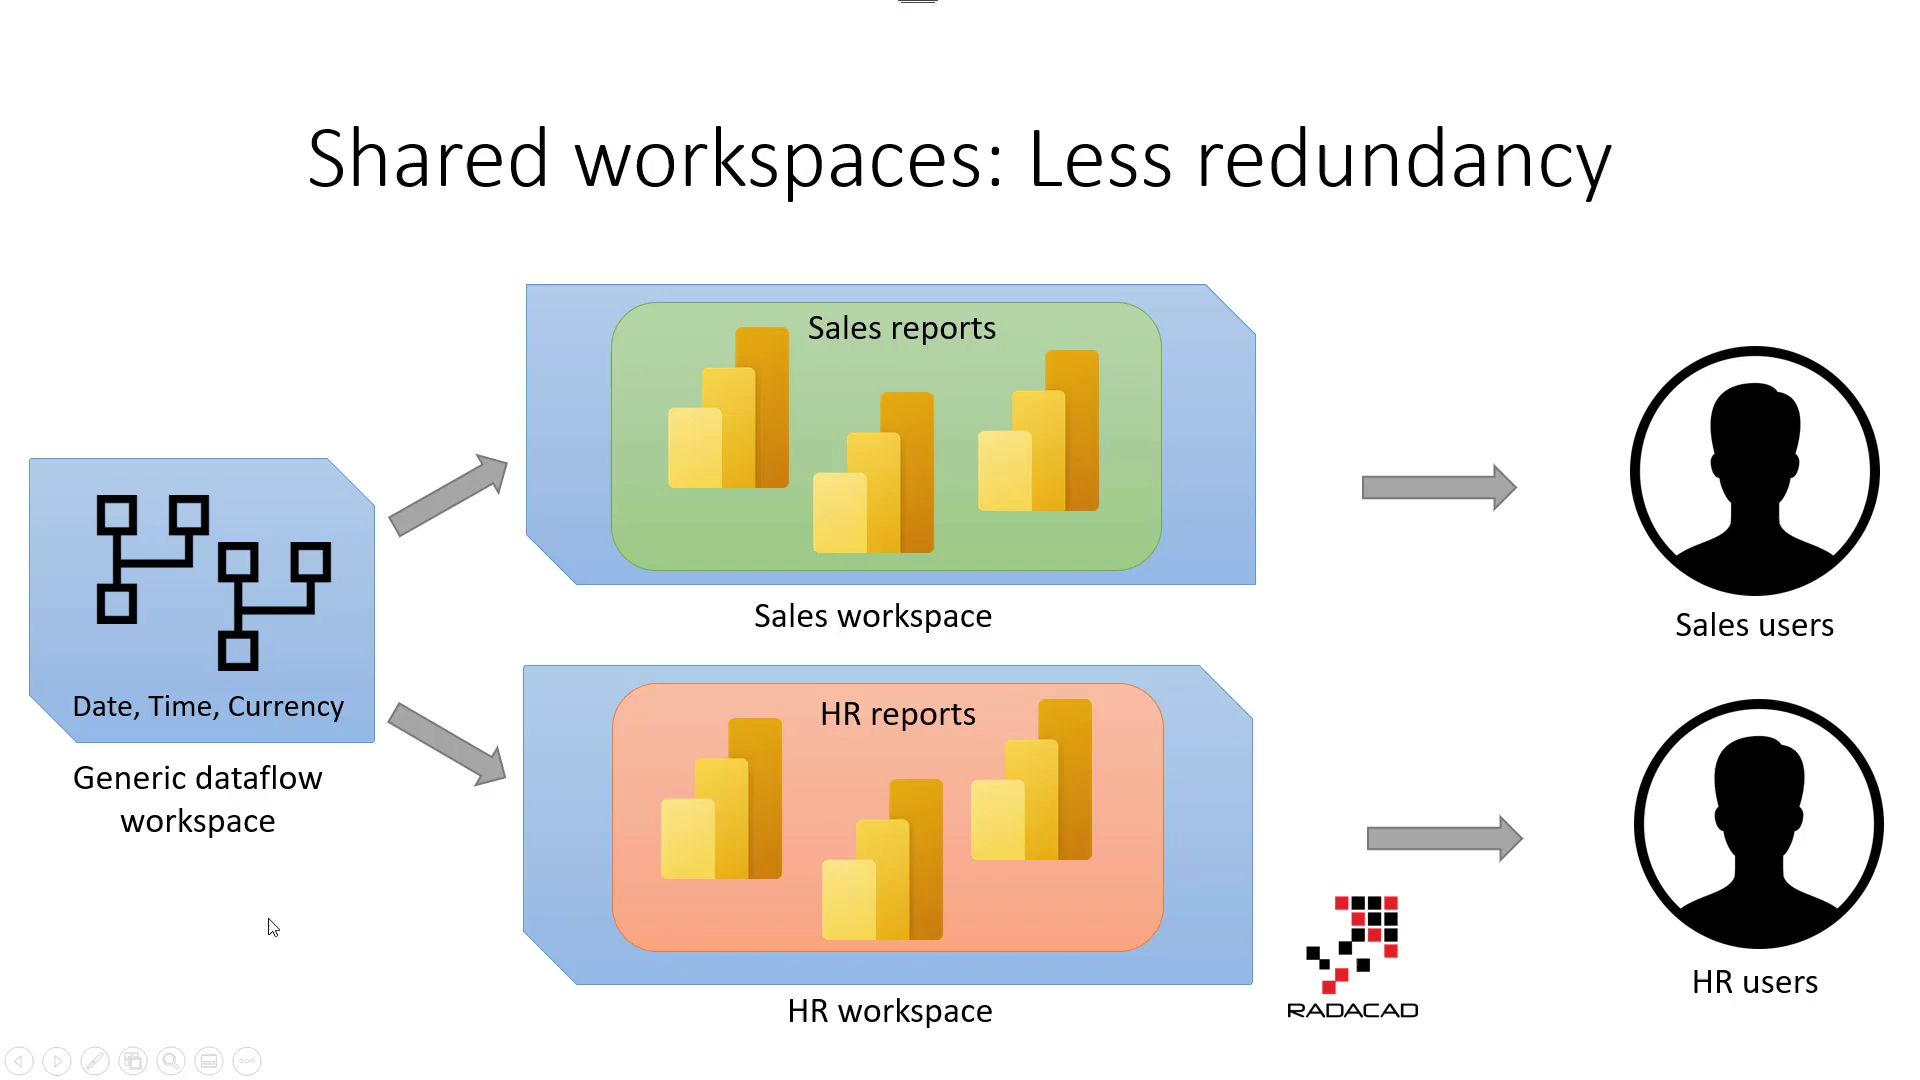 Shared workspaces: Less redundancy
Sales reports
Sales workspace
Sales users
Date, Time, Currency
Generic dataflow
workspace
HR reports
HR workspace
HR users
RADACAD